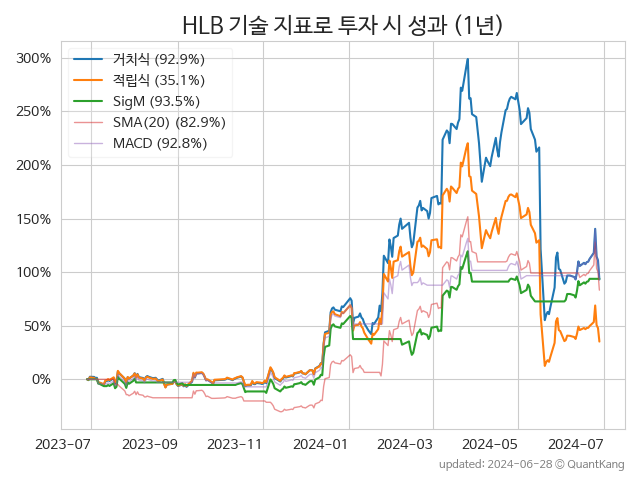 HLB 기술 지표로 투자 시 성과 (1년)
300%
250%
200%
150%
100%
50%
0%
거치식 (92.9%)
적립식 (35.1%)
SigM (93.5%)
SMA(20) (82.9%)
MACD (92.8%)
2023-07 2023-09 2023-11 2024-01 2024-03 2024-05 2024-07
updated: 2024-06-28 © QuantKang